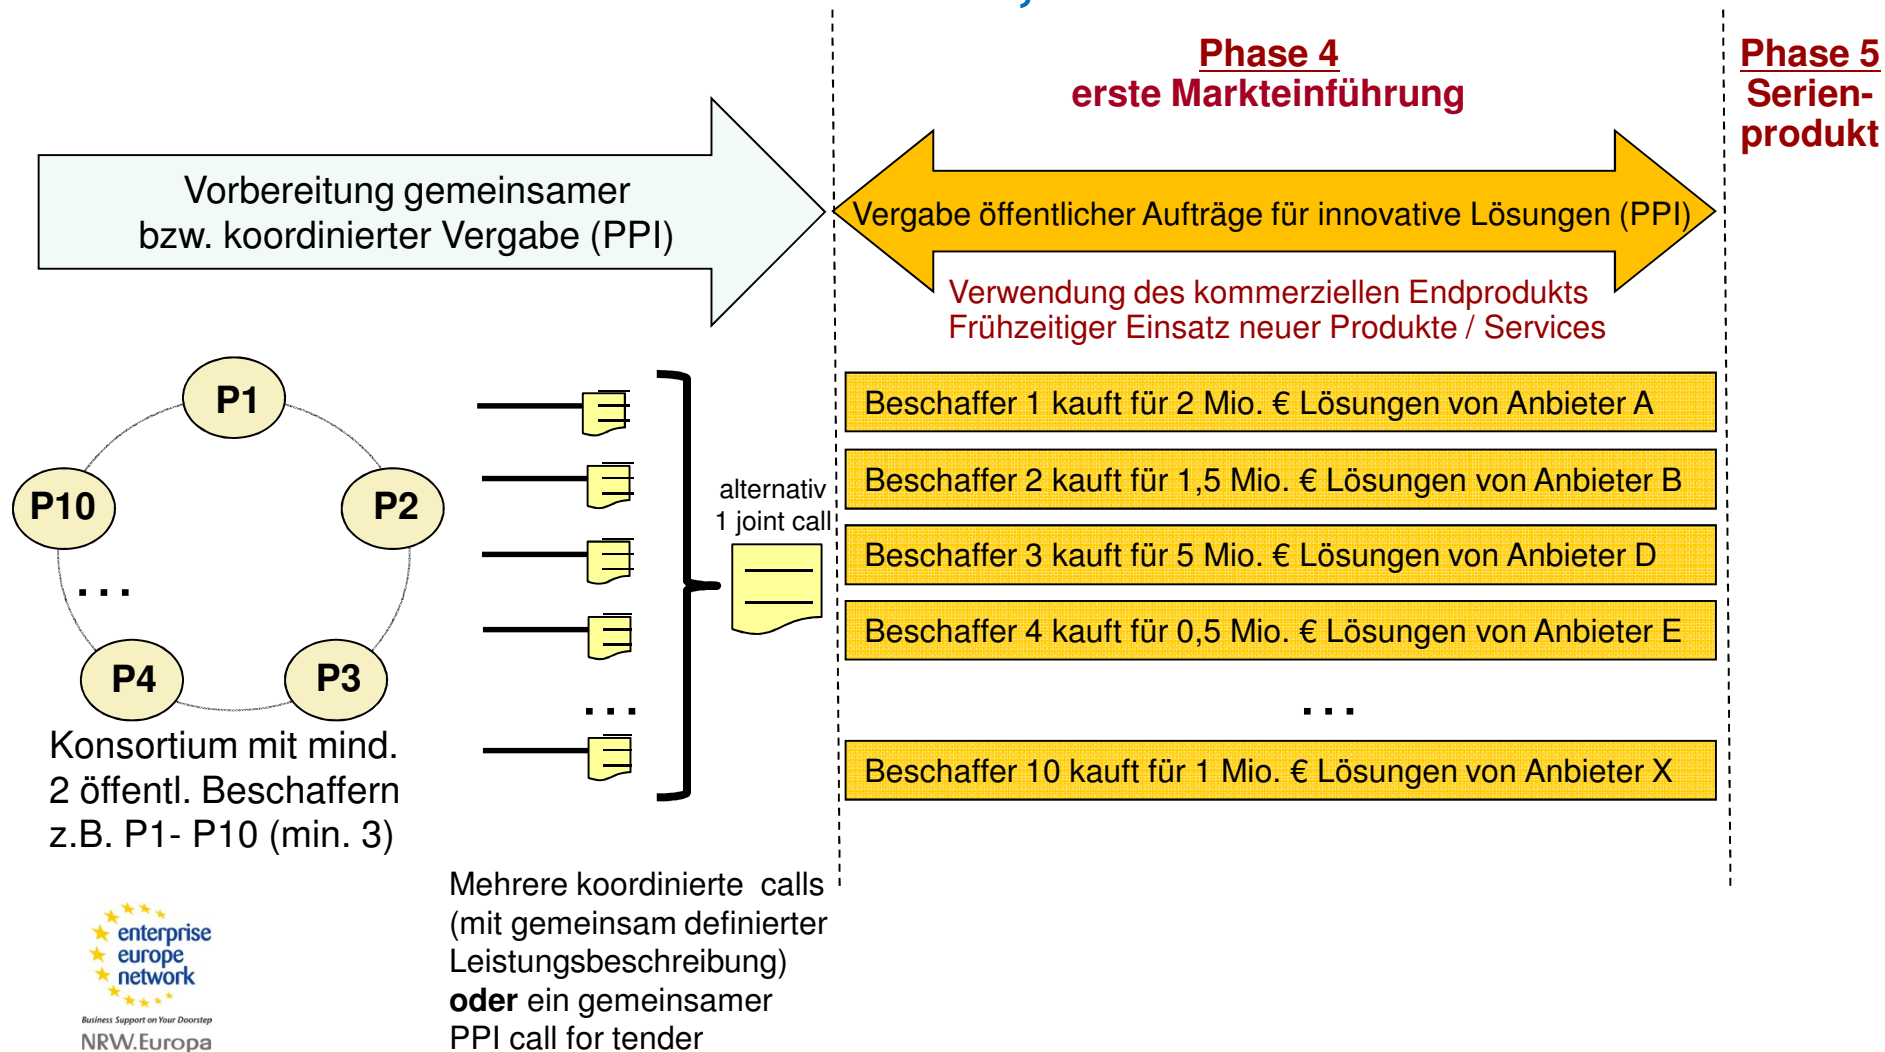 Phase 4
erste Markteinführung
Phase 5
Serien-
produkt
Vorbereitung gemeinsamer
bzw. koordinierter Vergabe (PPI)
Vergabe öffentlicher Aufträge für innovative Lösungen (PPI)
Verwendung des kommerziellen Endprodukts
Frühzeitiger Einsatz neuer Produkte / Services
P1
P2
P3
P4
P10
...
Konsortium mit mind.
2 öffentl. Beschaffern
z.B. P1- P10 (min. 3)
...
alternativ
1 joint call
Mehrere koordinierte calls
(mit gemeinsam definierter
Leistungsbeschreibung)
oder ein gemeinsamer
PPI call for tender
Beschaffer 1 kauft für 2 Mio. € Lösungen von Anbieter A
Beschaffer 2 kauft für 1,5 Mio. € Lösungen von Anbieter B
Beschaffer 3 kauft für 5 Mio. € Lösungen von Anbieter D
Beschaffer 4 kauft für 0,5 Mio. € Lösungen von Anbieter E
...
Beschaffer 10 kauft für 1 Mio. € Lösungen von Anbieter X
enterprise
europe
network
Business Support on Your Doorstep
NRW.Europa